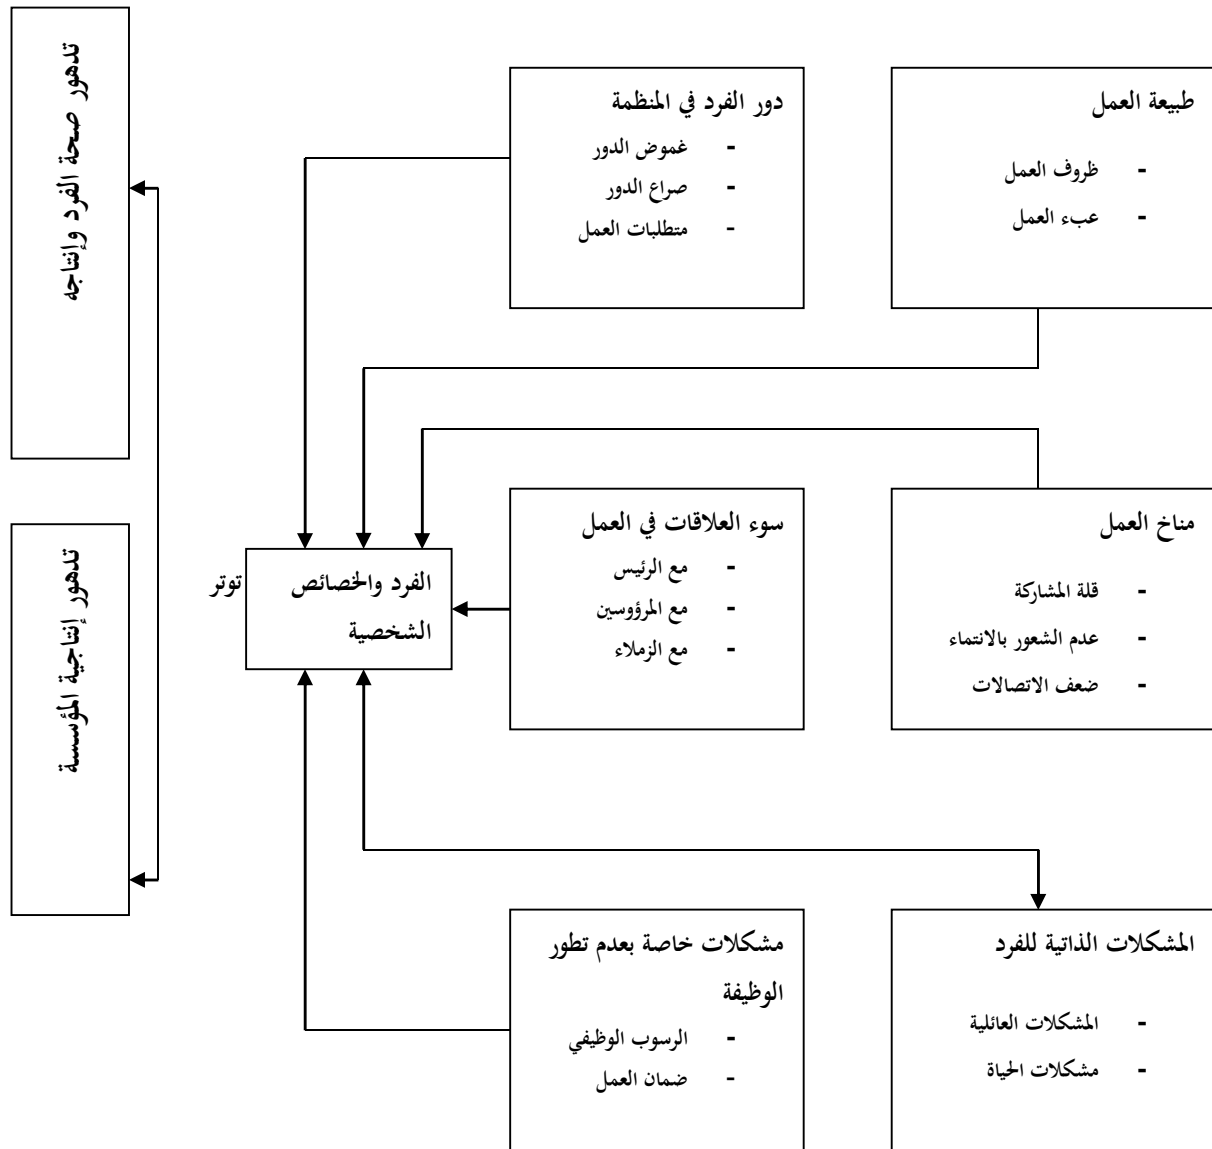 طبيعة العمل
- ظروف العمل
- عبء العمل
دور الفرد في المنظمة
- غموض الدور
- صراع الدور
- متطلبات العمل
تدهور صحة الفرد وإنتاجه
مناخ العمل
- قلة المشاركة
- عدم الشعور بالانتماء
- ضعف الاتصالات
سوء العلاقات في العمل
- مع الرئيس
- مع المرؤوسين
- مع الزملاء
الفرد والخصائص
الشخصية
توتر
تدهور إنتاجية المؤسسة
المشكلات الذاتية للفرد
- المشكلات العائلية
- مشكلات الحياة
مشكلات خاصة بعدم تطور
الوظيفة
- الرسوب الوظيفي
- ضمان العمل